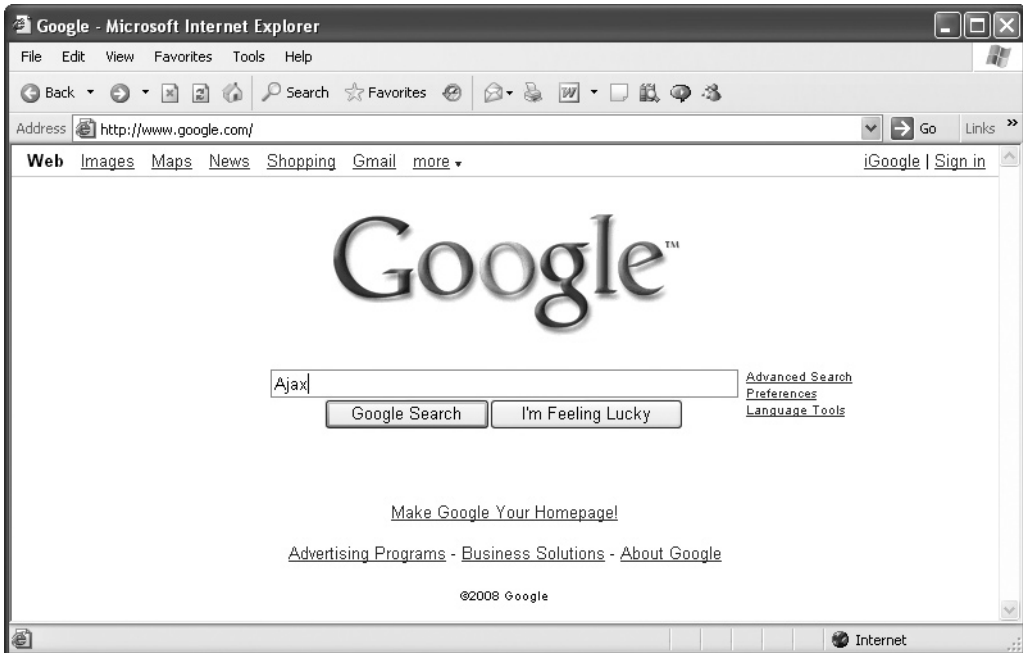 Google - Microsoft Internet Explorer
File Edit View Favorites Tools Help
Back Search Favorites W
Address http://www.google.com/ Go Links »
Web Images Maps News Shopping Gmail more iGoogle | Sign in
Google™
Ajax Advanced Search
Preferences
Google Search I'm Feeling Lucky Language Tools
Make Google Your Homepage!
Advertising Programs - Business Solutions - About Google
©2008 Google
Internet